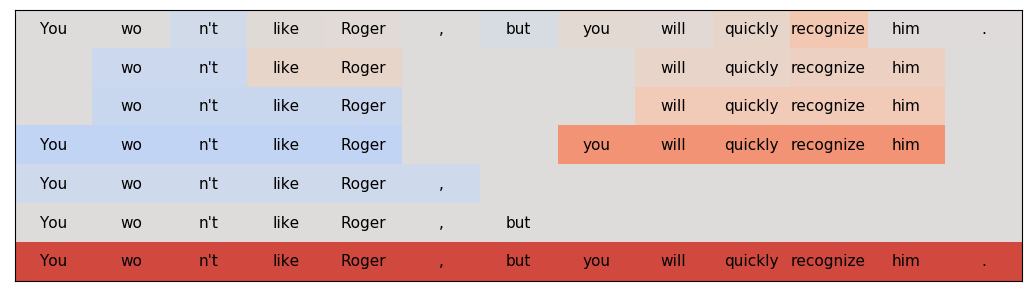 You wo n't like Roger , but you will quickly recognize him .
wo n't like Roger will quickly recognize him
wo n't like Roger will quickly recognize him
You wo n't like Roger you will quickly recognize him
You wo n't like Roger ,
You wo n't like Roger , but
You wo n't like Roger , but you will quickly recognize him .